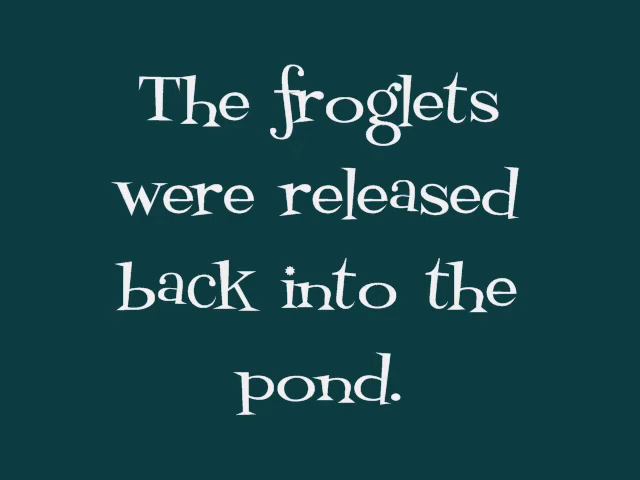 The froglets
were released
back into the
pond.